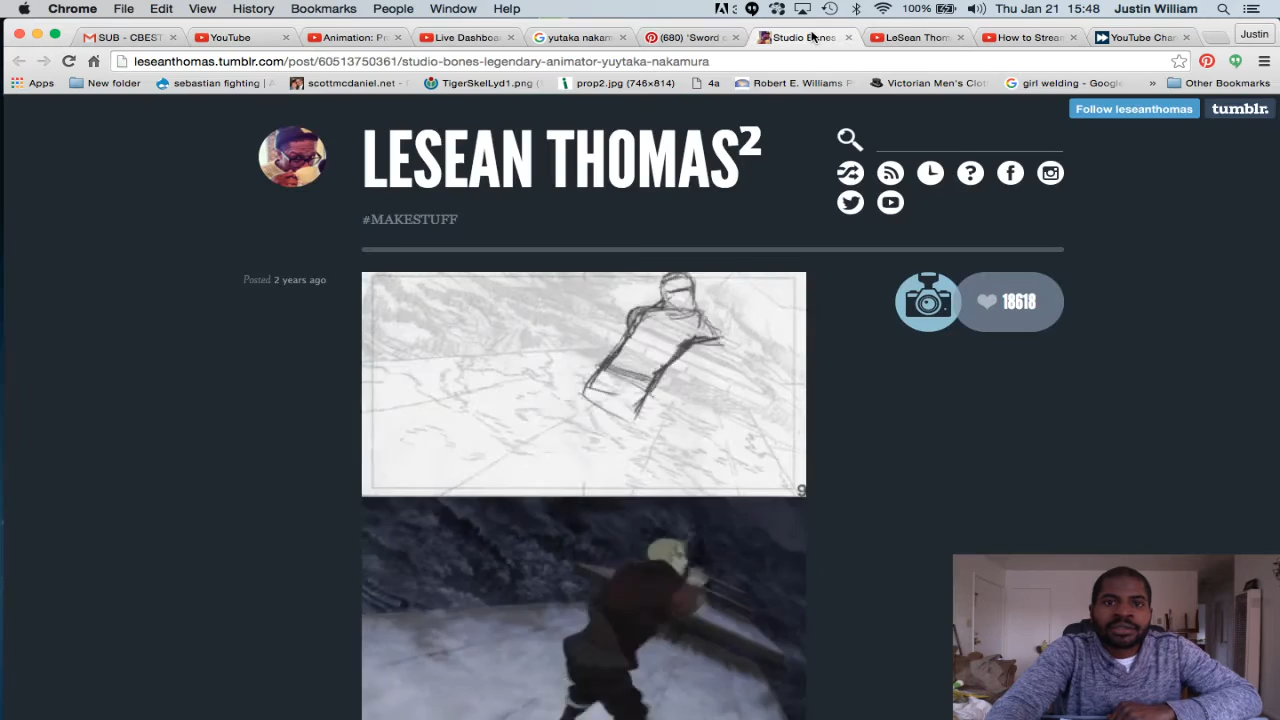 Chrome File Edit View History Bookmarks People Window Help 100% Thu Jan 21 15:48 Justin William
SUB - CBEST YouTube Animation: Pr Live Dashboa yutaka nakam (680) 'Sword a Studio Bones LeSean Thom How to Strea YouTube Chan Justin
leseanthomas.tumblr.com/post/60513750361/studio-bones-legendary-animator-yuytaka-nakamura
Apps New folder sebastian fighting scottmcdaniel.net - TigerSkelLyd1.png prop2.jpg (746x814) 4a Robert E. Williams Victorian Men's Clot girl welding - Google » Other Bookmarks
Follow leseanthomas tumblr.
LESEAN THOMAS²
#MAKESTUFF
Posted 2 years ago
18618